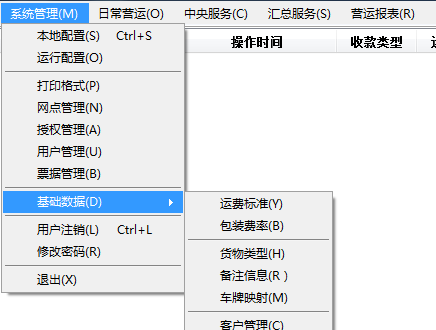 系统管理(M) 日常营运(O) 中央服务(C) 汇总服务(S) 营运报表(R)
操作时间 收款类型
本地配置(S) Ctrl+S
运行配置(O)
打印格式(P)
网点管理(N)
授权管理(A)
用户管理(U)
票据管理(B)
基础数据(D)
用户注销(L) Ctrl+L
修改密码(R)
退出(X)
运费标准(Y)
包装费率(B)
货物类型(H)
备注信息(R )
车牌映射(M)
客户管理(C)